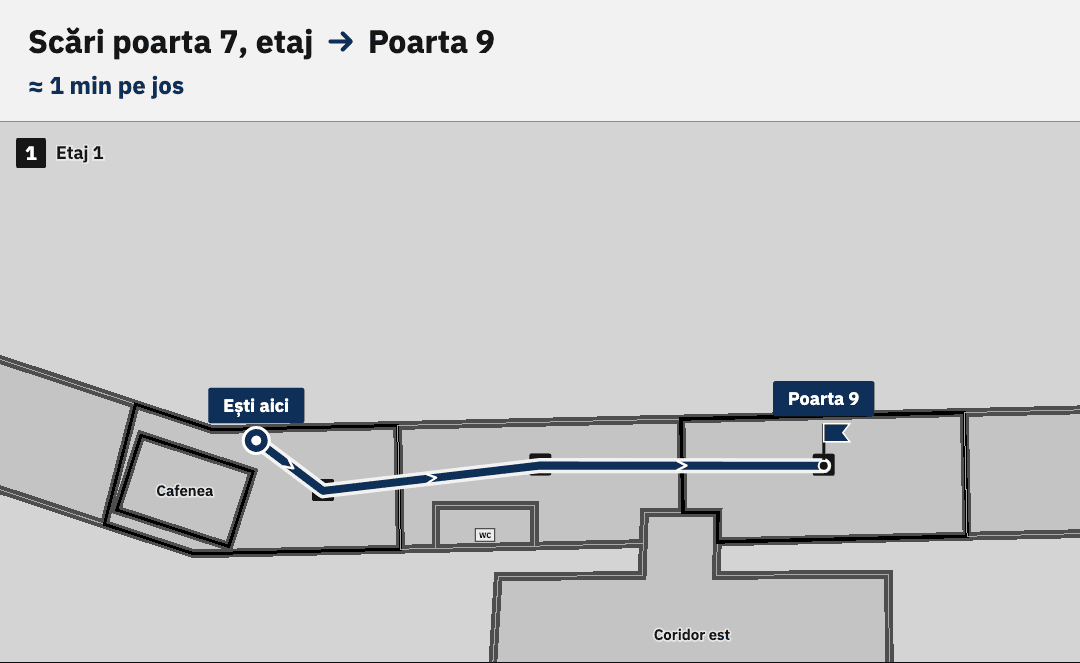 Scări poarta 7, etaj → Poarta 9
≈ 1 min pe jos
1 Etaj 1
Ești aici
Poarta 9
Cafenea
WC
Coridor est